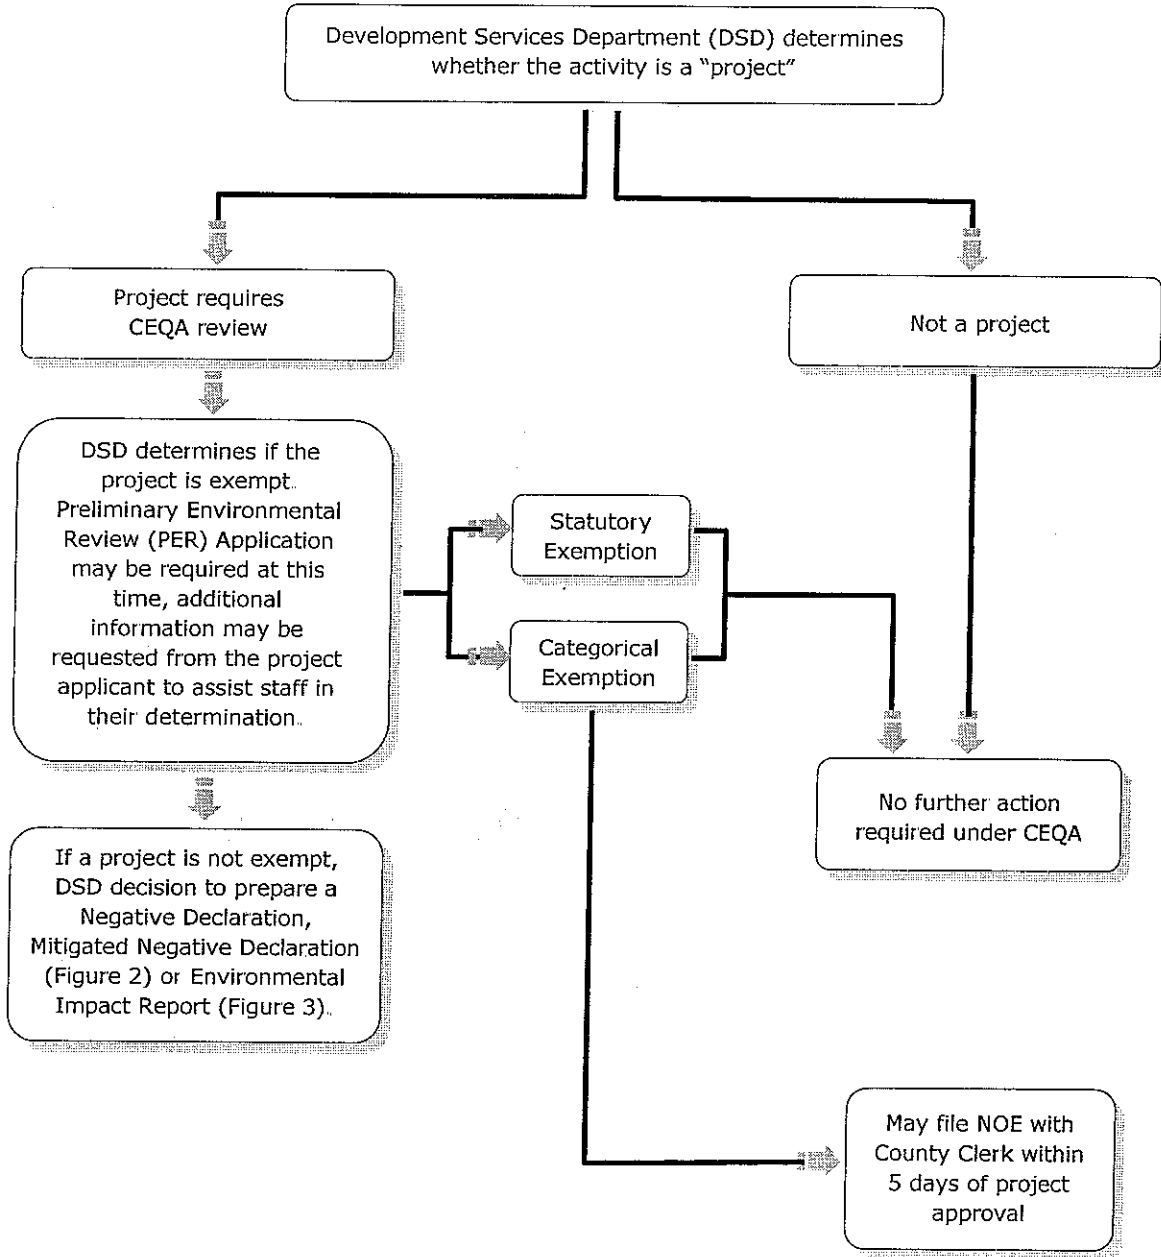 Development Services Department (DSD) determines
whether the activity is a “project”
Project requires
CEQA review
Not a project
DSD determines if the
project is exempt.
Preliminary Environmental
Review (PER) Application
may be required at this
time, additional
information may be
requested from the project
applicant to assist staff in
their determination.
Statutory
Exemption
Categorical
Exemption
No further action
required under CEQA
If a project is not exempt,
DSD decision to prepare a
Negative Declaration,
Mitigated Negative Declaration
(Figure 2) or Environmental
Impact Report (Figure 3).
May file NOE with
County Clerk within
5 days of project
approval